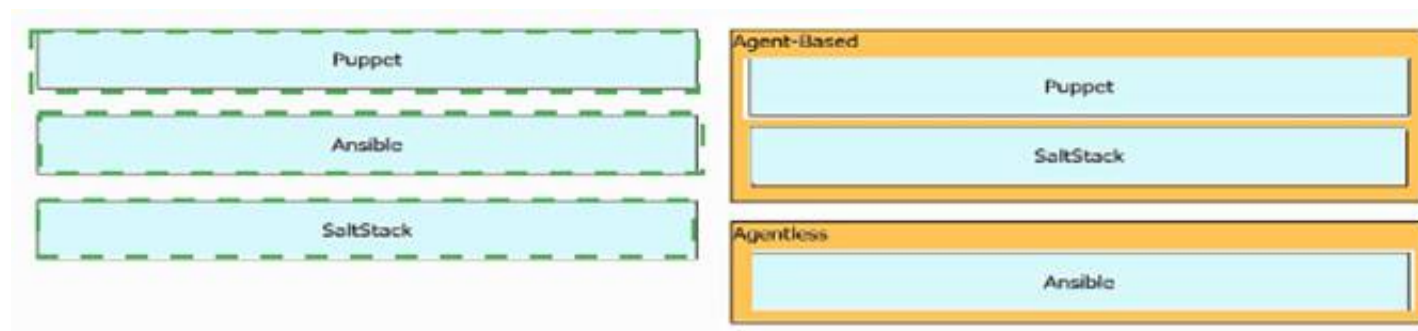 Puppet
Ansible
SaltStack
Agent-Based
Puppet
SaltStack
Agentless
Ansible